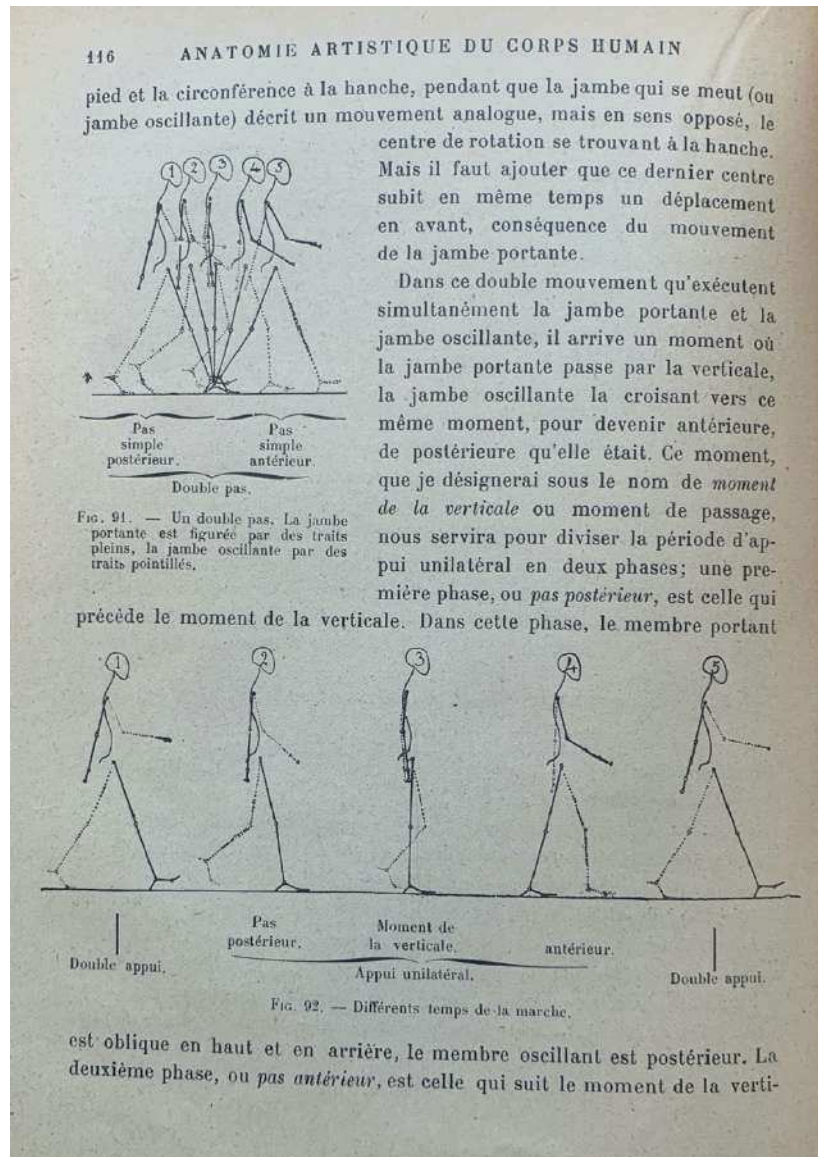 116 ANATOMIE ARTISTIQUE DU CORPS HUMAIN
pied et la circonférence à la hanche, pendant que la jambe qui se meut (ou
jambe oscillante) décrit un mouvement analogue, mais en sens opposé, le
centre de rotation se trouvant à la hanche.
Mais il faut ajouter que ce dernier centre
subit en même temps un déplacement
en avant, conséquence du mouvement
de la jambe portante.
Dans ce double mouvement qu'exécutent
simultanément la jambe portante et la
jambe oscillante, il arrive un moment où
la jambe portante passe par la verticale,
la jambe oscillante la croisant vers ce
même moment, pour devenir antérieure,
de postérieure qu'elle était. Ce moment,
que je désignerai sous le nom de moment
de la verticale ou moment de passage,
nous servira pour diviser la période d'ap-
pui unilatéral en deux phases; une pre-
mière phase, ou pas postérieur, est celle qui
1 2 3 4 5
Pas Pas
simple simple
postérieur. antérieur.
Double pas.
FIG. 91. — Un double pas. La jambe
portante est figurée par des traits
pleins, la jambe oscillante par des
traits pointillés.
précède le moment de la verticale. Dans cette phase, le membre portant
1 2 3 4 5
Pas Moment de
postérieur. la verticale. antérieur.
Double appui. Appui unilatéral. Double appui.
FIG. 92. — Différents temps de la marche.
est oblique en haut et en arrière, le membre oscillant est postérieur. La
deuxième phase, ou pas antérieur, est celle qui suit le moment de la verti-